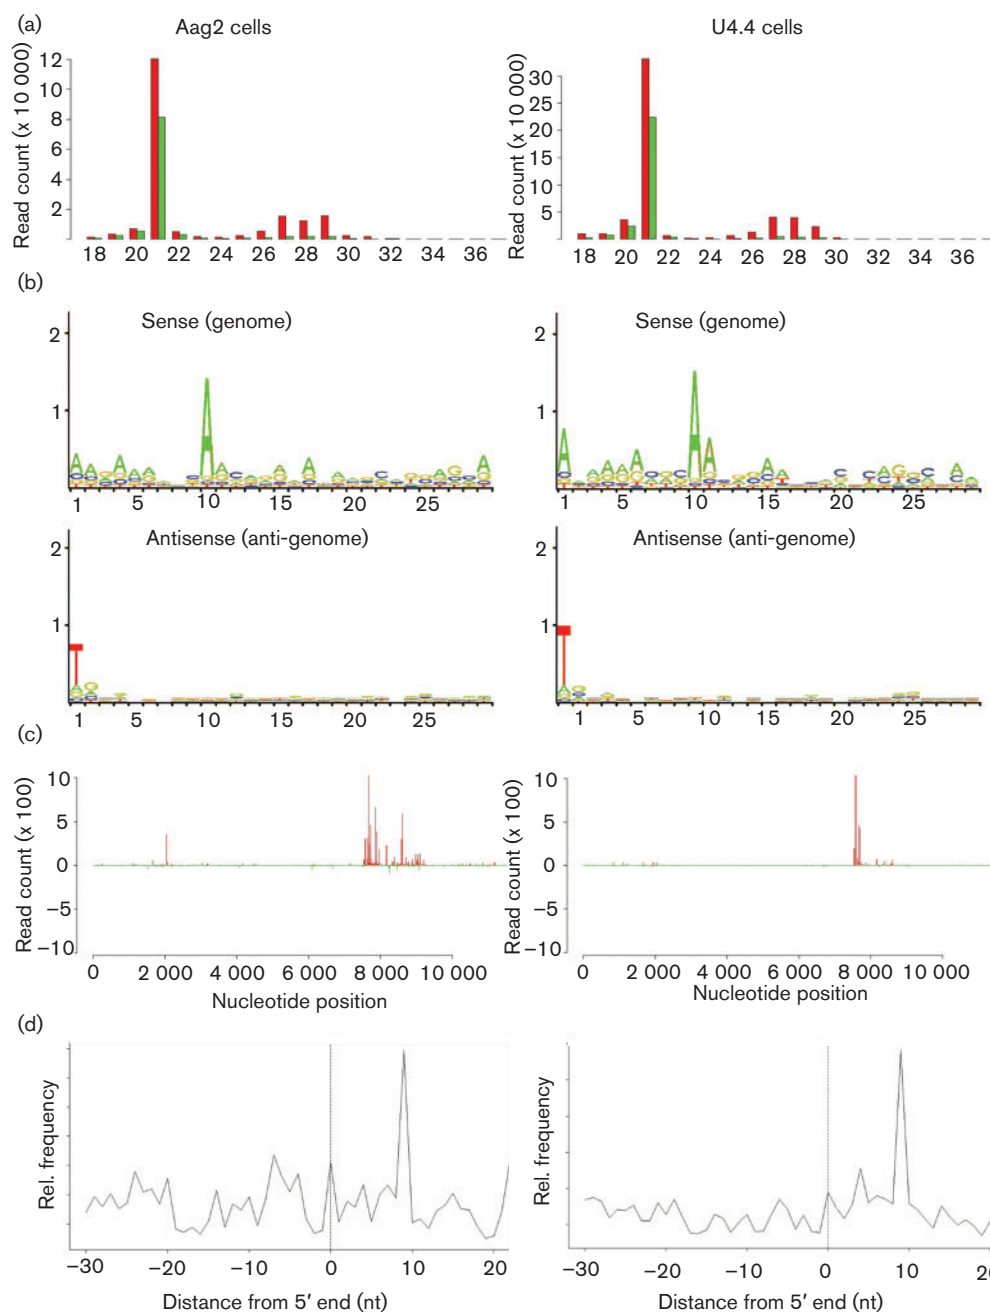 (a)
Aag2 cells
U4.4 cells
Read count (x 10 000)
12
10
8
6
4
2
18 20 22 24 26 28 30 32 34 36
Read count (x 10 000)
30
25
20
15
10
5
18 20 22 24 26 28 30 32 34 36
(b)
Sense (genome)
2
1
1 5 10 15 20 25
Sense (genome)
2
1
1 5 10 15 20 25
Antisense (anti-genome)
2
1
1 5 10 15 20 25
Antisense (anti-genome)
2
1
1 5 10 15 20 25
(c)
Read count (x 100)
10
5
0
−5
−10
0 2 000 4 000 6 000 8 000 10 000
Nucleotide position
Read count (x 100)
10
5
0
−5
−10
0 2 000 4 000 6 000 8 000 10 000
Nucleotide position
(d)
Rel. frequency
−30 −20 −10 0 10 20
Distance from 5′ end (nt)
Rel. frequency
−30 −20 −10 0 10 20
Distance from 5′ end (nt)